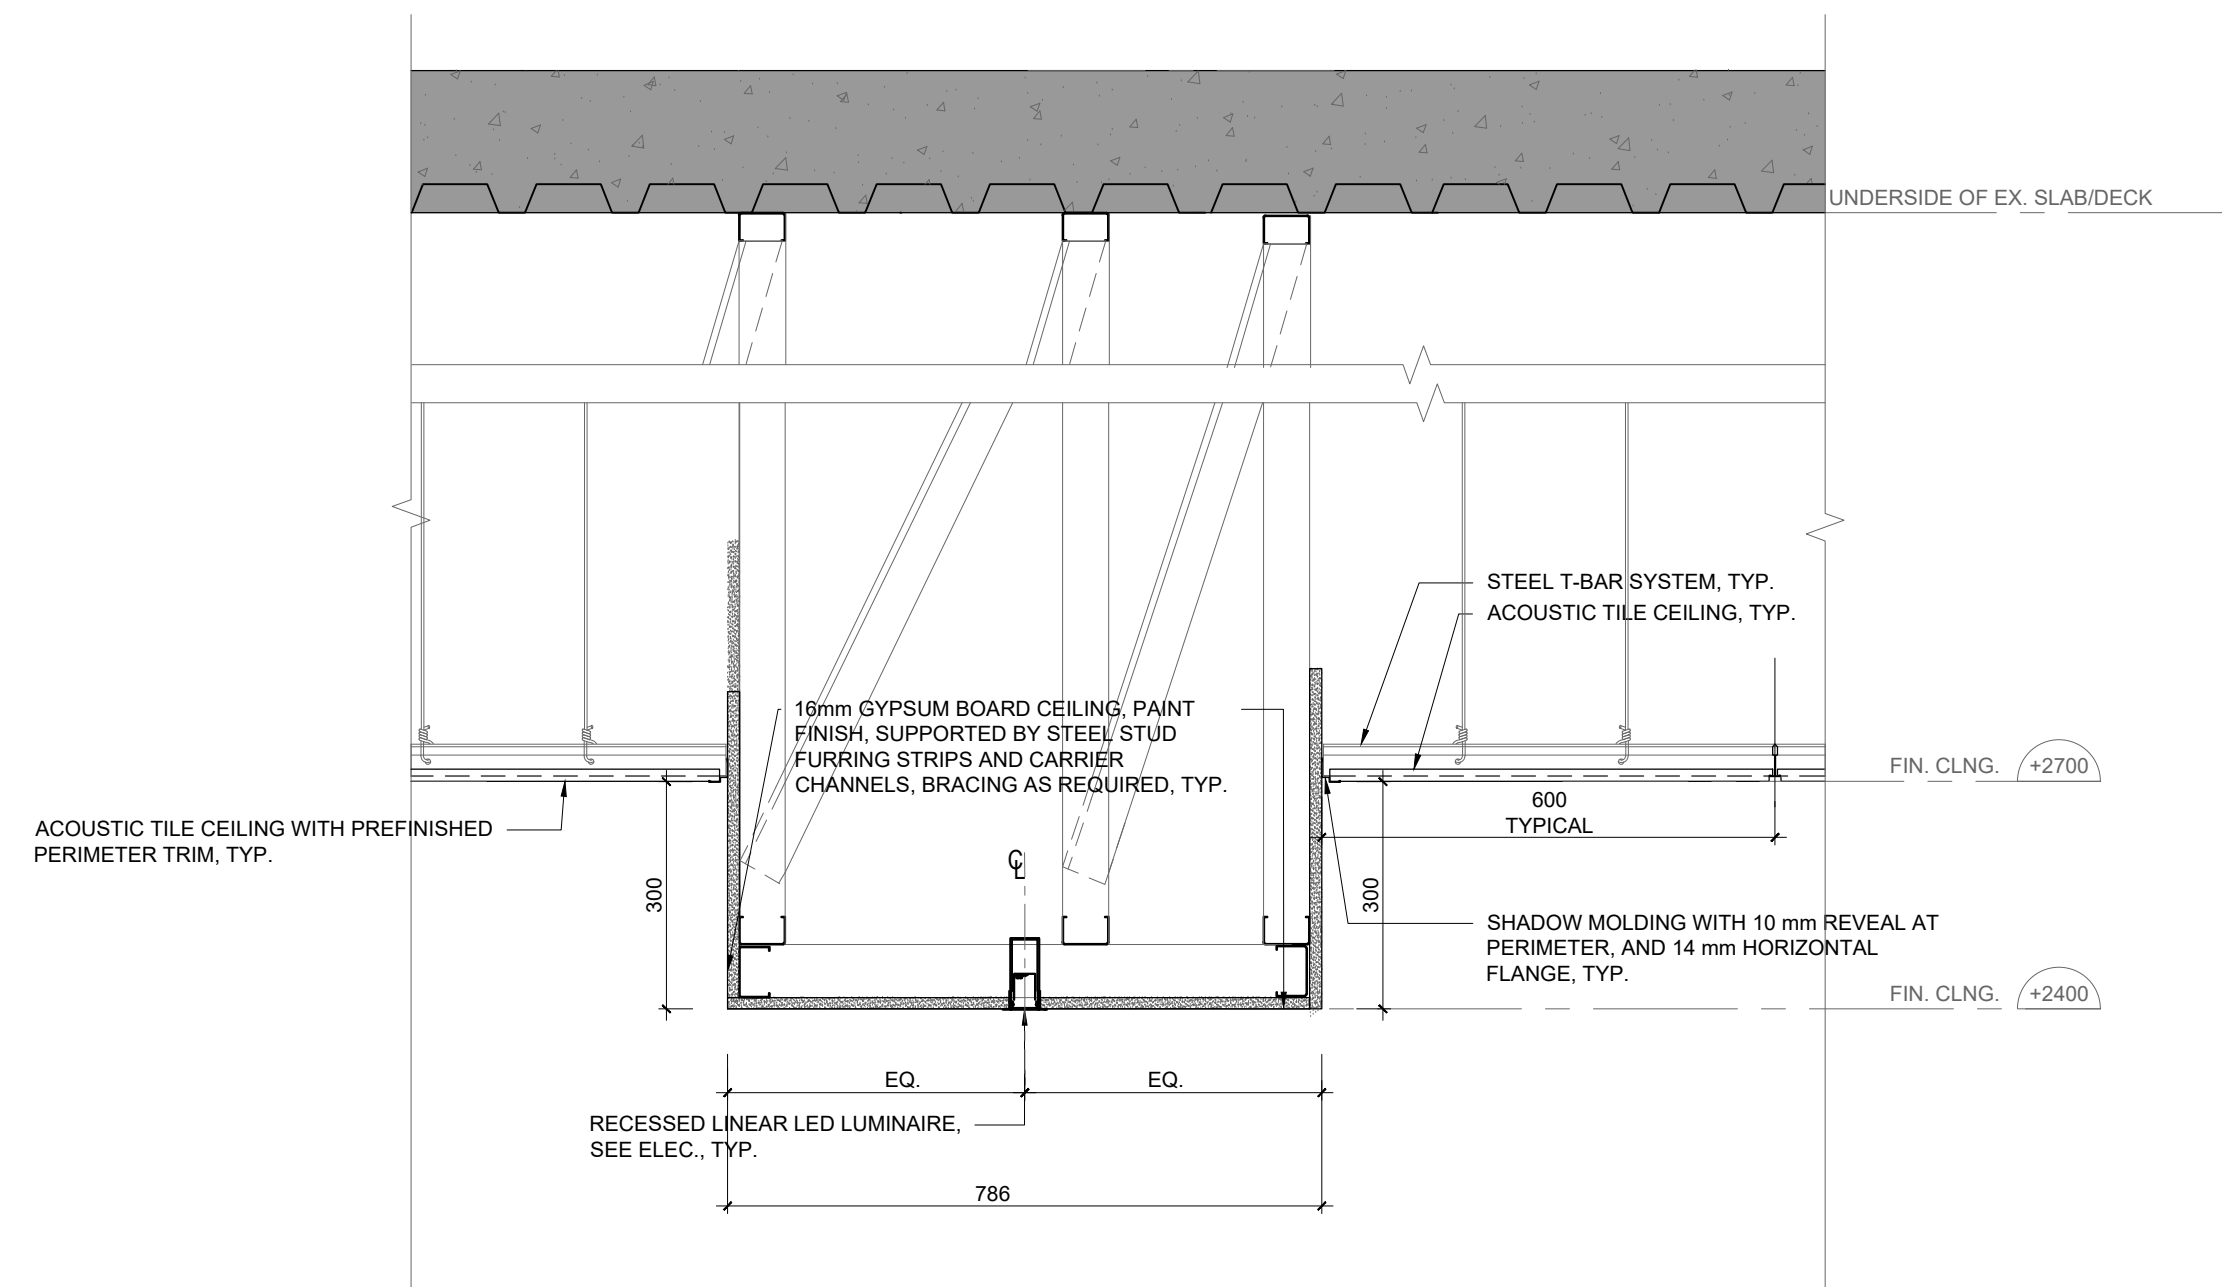 UNDERSIDE OF EX. SLAB/DECK
STEEL T-BAR SYSTEM, TYP.
ACOUSTIC TILE CEILING, TYP.
16mm GYPSUM BOARD CEILING, PAINT
FINISH, SUPPORTED BY STEEL STUD
FURRING STRIPS AND CARRIER
CHANNELS, BRACING AS REQUIRED, TYP.
FIN. CLNG. +2700
600
TYPICAL
ACOUSTIC TILE CEILING WITH PREFINISHED
PERIMETER TRIM, TYP.
CL
300
300
SHADOW MOLDING WITH 10 mm REVEAL AT
PERIMETER, AND 14 mm HORIZONTAL
FLANGE, TYP.
FIN. CLNG. +2400
EQ. EQ.
RECESSED LINEAR LED LUMINAIRE,
SEE ELEC., TYP.
786